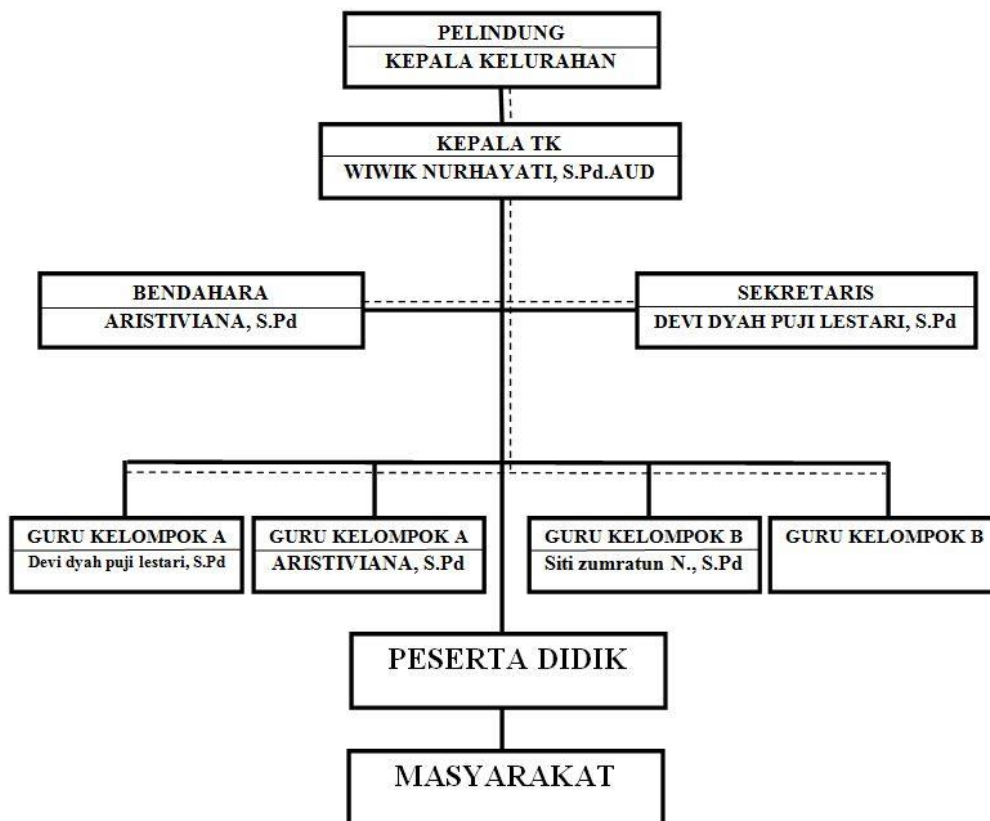 PELINDUNG
KEPALA KELURAHAN
KEPALA TK
WIWIK NURHAYATI, S.Pd.AUD
BENDAHARA
ARISTIVIANA, S.Pd
SEKRETARIS
DEVI DYAH PUJI LESTARI, S.Pd
GURU KELOMPOK A
Devi dyah puji lestari, S.Pd
GURU KELOMPOK A
ARISTIVIANA, S.Pd
GURU KELOMPOK B
Siti zumratun N., S.Pd
GURU KELOMPOK B
PESERTA DIDIK
MASYARAKAT